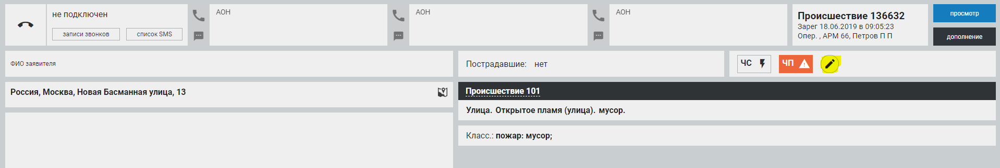 не подключен
записи звонков
список SMS
АОН
АОН
АОН
Происшествие 136632
Зарег 18.06.2019 в 09:05:23
Опер. , АРМ 66, Петров П П
просмотр
дополнение
ФИО заявителя
Пострадавшие: нет
ЧС
ЧП
Россия, Москва, Новая Басманная улица, 13
Происшествие 101
Улица. Открытое пламя (улица). мусор.
Класс.: пожар: мусор;